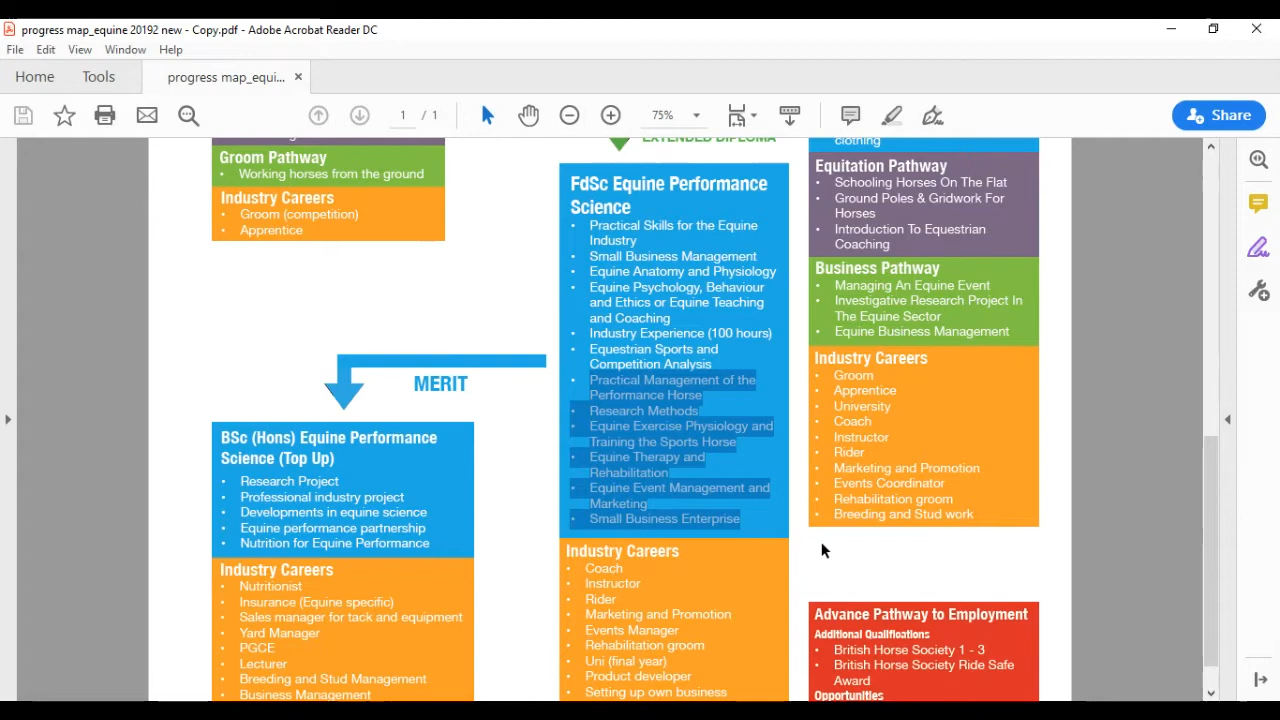 progress map_equine 20192 new - Copy.pdf - Adobe Acrobat Reader DC
File Edit View Window Help
Home Tools progress map_equi... ×
1 / 1 75% Share
Groom Pathway
• Working horses from the ground
Industry Careers
• Groom (competition)
• Apprentice
MERIT
BSc (Hons) Equine Performance
Science (Top Up)
• Research Project
• Professional industry project
• Developments in equine science
• Equine performance partnership
• Nutrition for Equine Performance
Industry Careers
• Nutritionist
• Insurance (Equine specific)
• Sales manager for tack and equipment
• Yard Manager
• PGCE
• Lecturer
• Breeding and Stud Management
• Business Management
EXTENDED DIPLOMA
FdSc Equine Performance
Science
• Practical Skills for the Equine
Industry
• Small Business Management
• Equine Anatomy and Physiology
• Equine Psychology, Behaviour
and Ethics or Equine Teaching
and Coaching
• Industry Experience (100 hours)
• Equestrian Sports and
Competition Analysis
• Practical Management of the
Performance Horse
• Research Methods
• Equine Exercise Physiology and
Training the Sports Horse
• Equine Therapy and
Rehabilitation
• Equine Event Management and
Marketing
• Small Business Enterprise
Industry Careers
• Coach
• Instructor
• Rider
• Marketing and Promotion
• Events Manager
• Rehabilitation groom
• Uni (final year)
• Product developer
• Setting up own business
clothing
Equitation Pathway
• Schooling Horses On The Flat
• Ground Poles & Gridwork For
Horses
• Introduction To Equestrian
Coaching
Business Pathway
• Managing An Equine Event
• Investigative Research Project In
The Equine Sector
• Equine Business Management
Industry Careers
• Groom
• Apprentice
• University
• Coach
• Instructor
• Rider
• Marketing and Promotion
• Events Coordinator
• Rehabilitation groom
• Breeding and Stud work
Advance Pathway to Employment
Additional Qualifications
• British Horse Society 1 - 3
• British Horse Society Ride Safe
Award
Opportunities